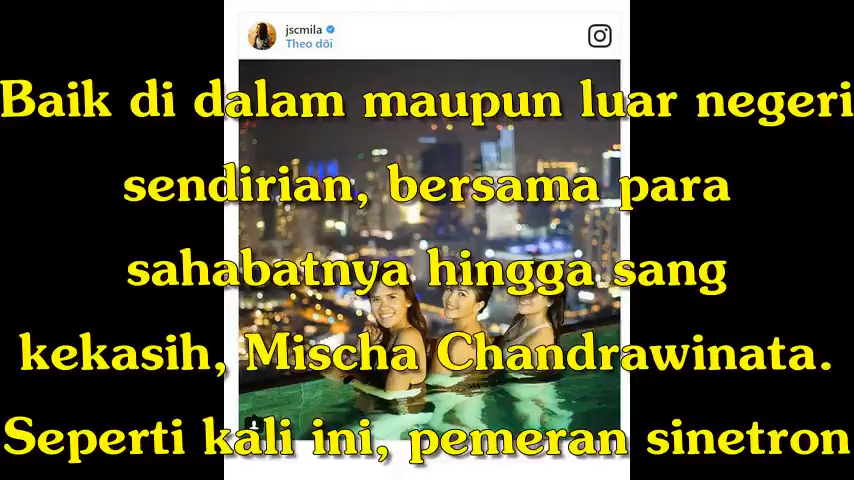 jscmila
Theo dõi
Baik di dalam maupun luar negeri
sendirian, bersama para
sahabatnya hingga sang
kekasih, Mischa Chandrawinata.
Seperti kali ini, pemeran sinetron